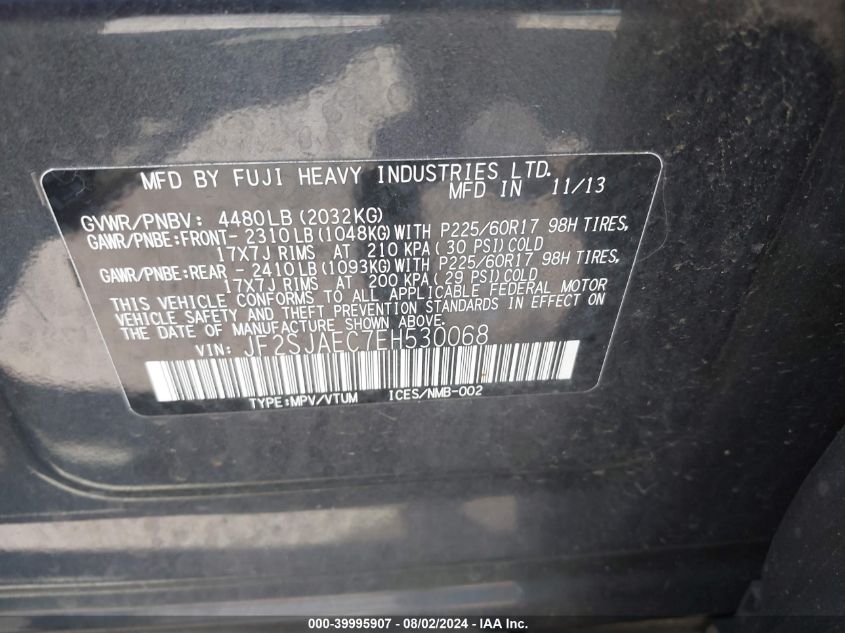 MFD BY FUJI HEAVY INDUSTRIES LTD.
MFD IN 11/13
GVWR/PNBV: 4480LB (2032KG)
GAWR/PNBE:FRONT- 2310LB (1048KG) WITH P225/60R17 98H TIRES,
17X7J RIMS AT 210 KPA (30 PSI) COLD
GAWR/PNBE:REAR - 2410LB (1093KG) WITH P225/60R17 98H TIRES,
17X7J RIMS AT 200 KPA (29 PSI) COLD
THIS VEHICLE CONFORMS TO ALL APPLICABLE FEDERAL MOTOR
VEHICLE SAFETY AND THEFT PREVENTION STANDARDS IN EFFECT ON
THE DATE OF MANUFACTURE SHOWN ABOVE.
VIN: JF2SJAEC7EH530068
TYPE:MPV/VTUM ICES/NMB-002
000-39995907 - 08/02/2024 - IAA Inc.